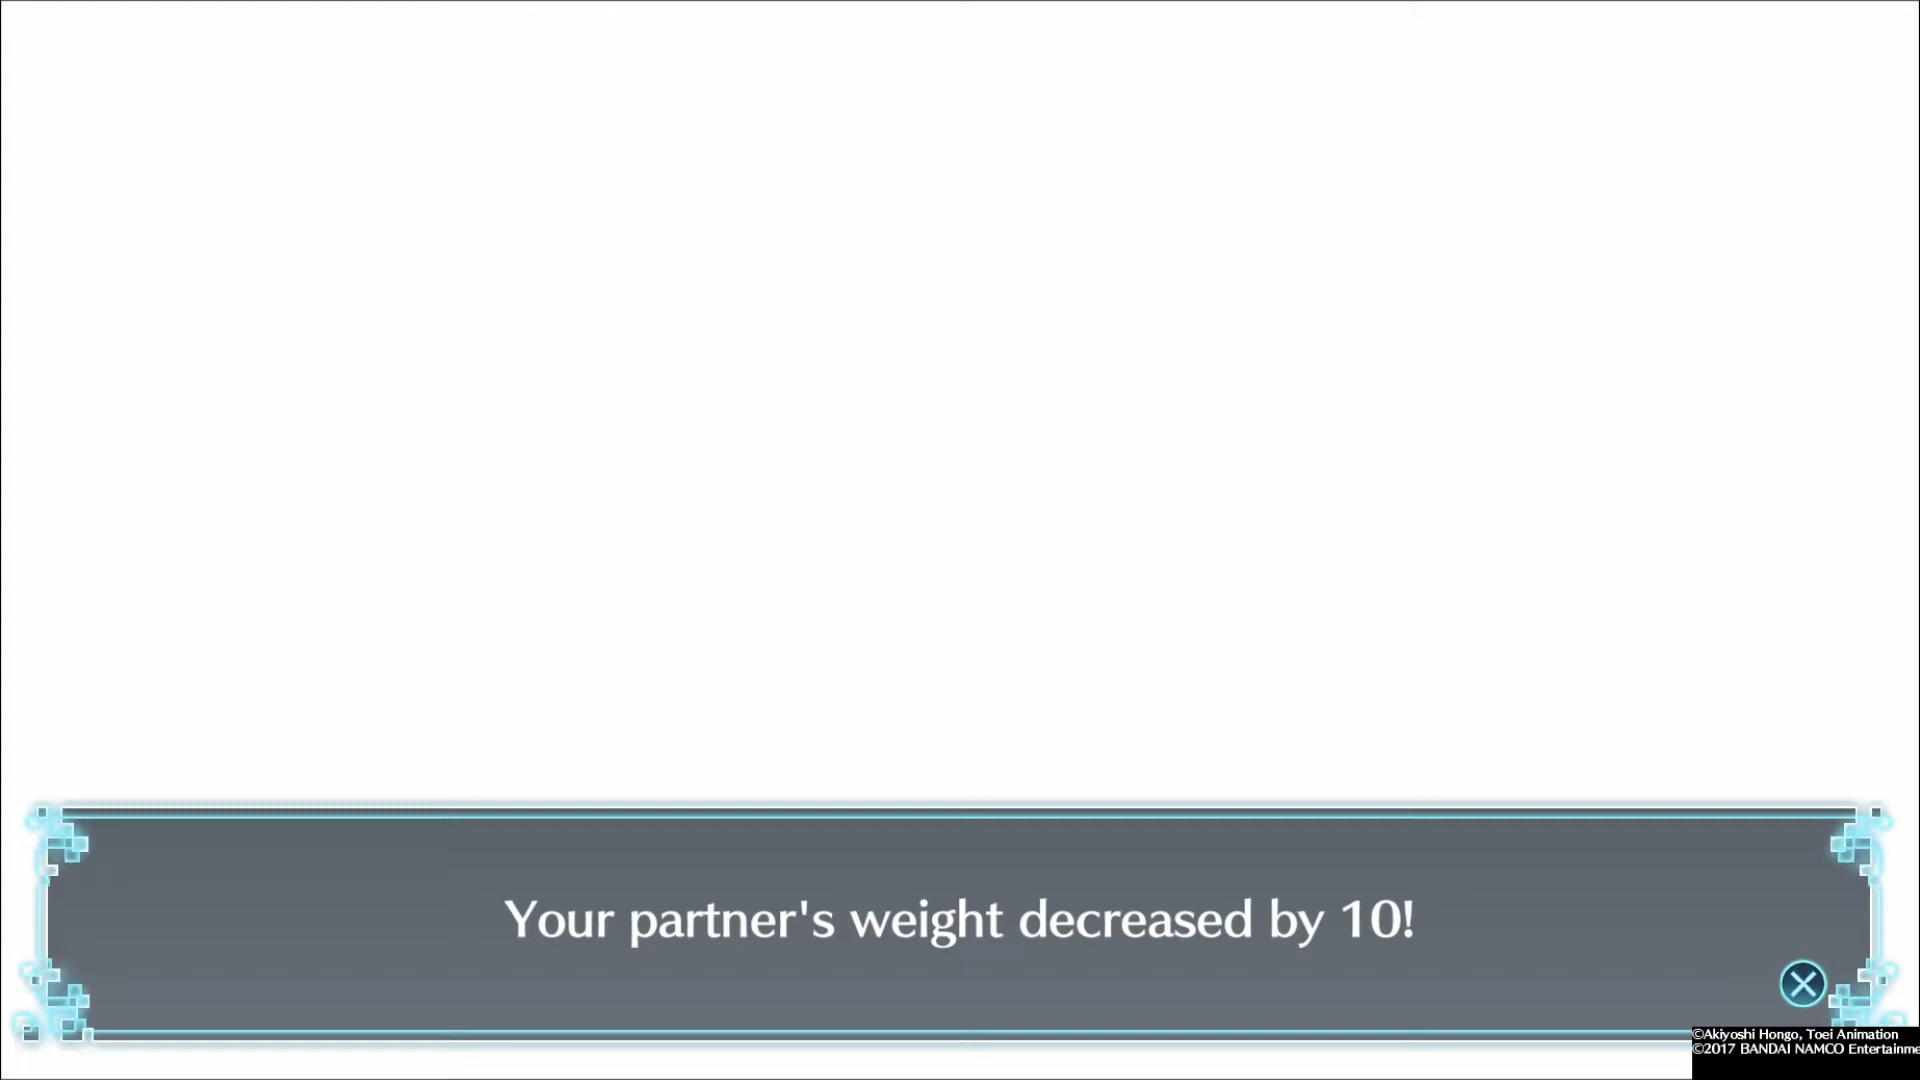 Your partner's weight decreased by 10!
©Akiyoshi Hongo, Toei Animation
©2017 BANDAI NAMCO Entertainme